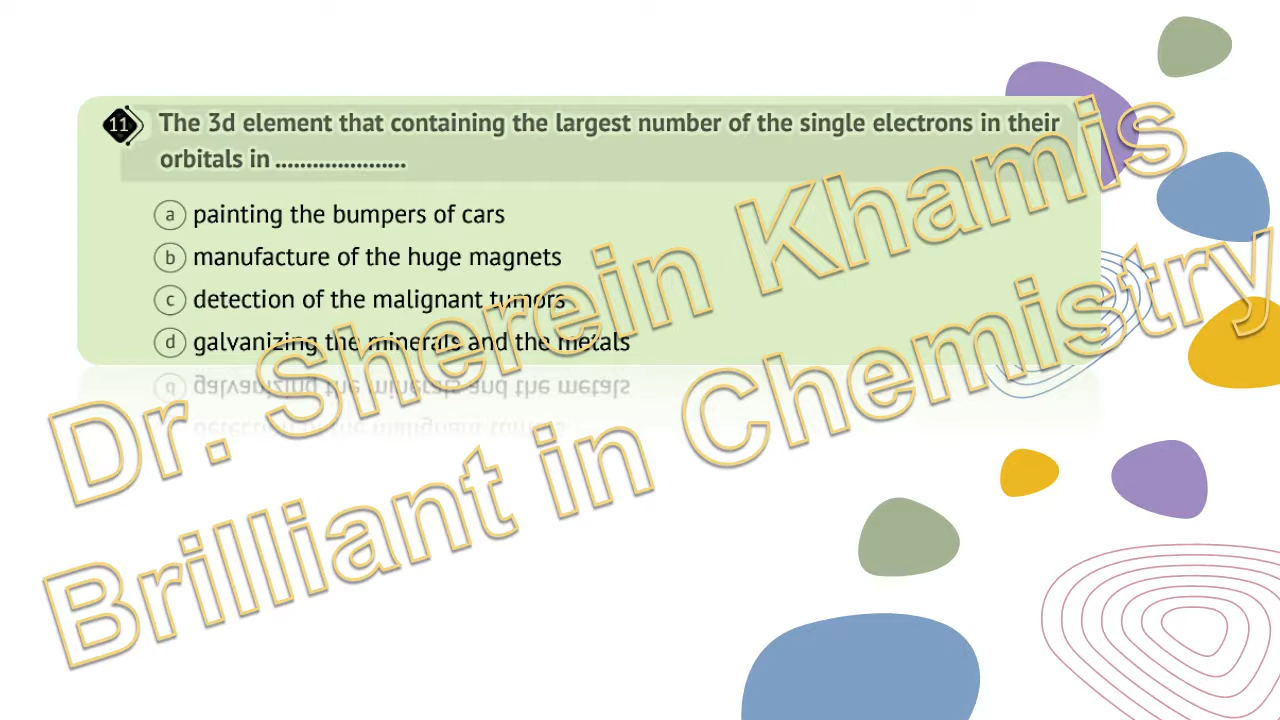 11 The 3d element that containing the largest number of the single electrons in their
orbitals in ......................
a painting the bumpers of cars
b manufacture of the huge magnets
c detection of the malignant tumors
d galvanizing the minerals and the metals
Dr. Sherein Khamis
Brilliant in Chemistry